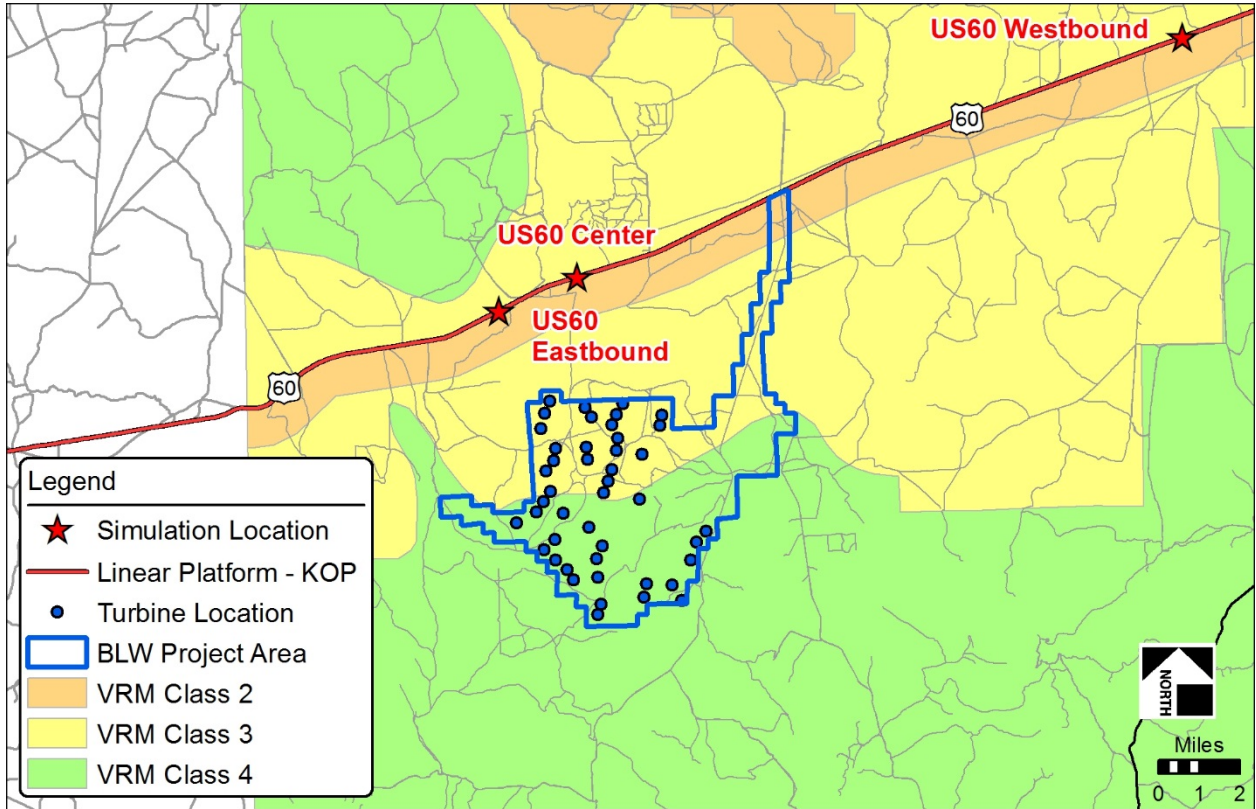 US60 Westbound
60
US60 Center
US60
Eastbound
60
Legend
Simulation Location
Linear Platform - KOP
Turbine Location
BLW Project Area
VRM Class 2
VRM Class 3
VRM Class 4
NORTH
Miles
0 1 2